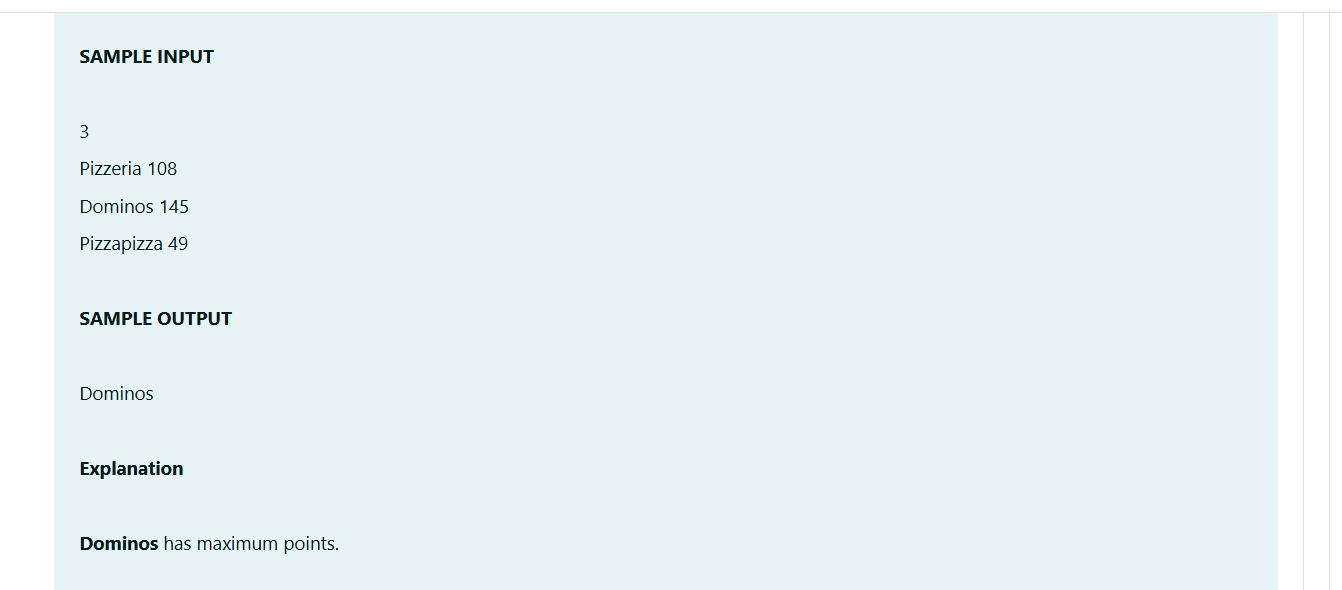 SAMPLE INPUT
3
Pizzeria 108
Dominos 145
Pizzapizza 49
SAMPLE OUTPUT
Dominos
Explanation
Dominos has maximum points.